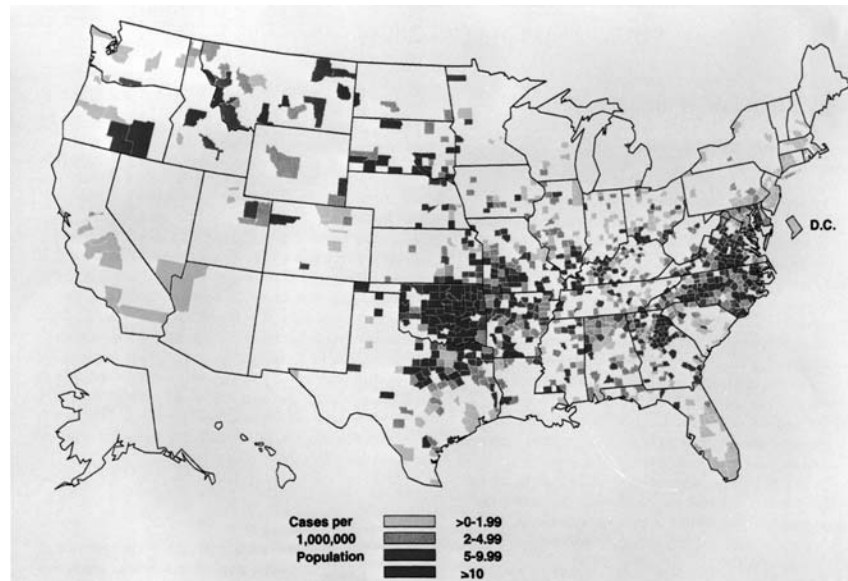 D.C.
Cases per >0-1.99
1,000,000 2-4.99
Population 5-9.99
>10